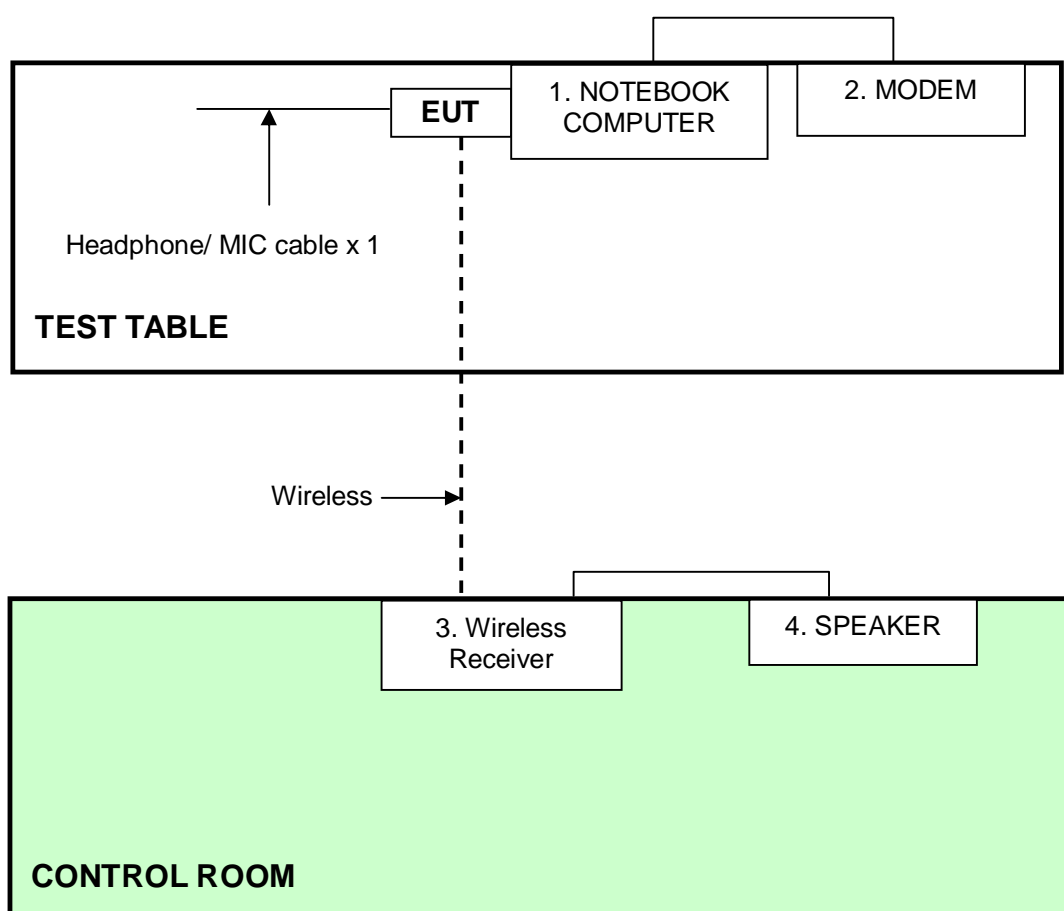 EUT
1. NOTEBOOK
COMPUTER
2. MODEM
Headphone/ MIC cable x 1
TEST TABLE
Wireless
3. Wireless
Receiver
4. SPEAKER
CONTROL ROOM